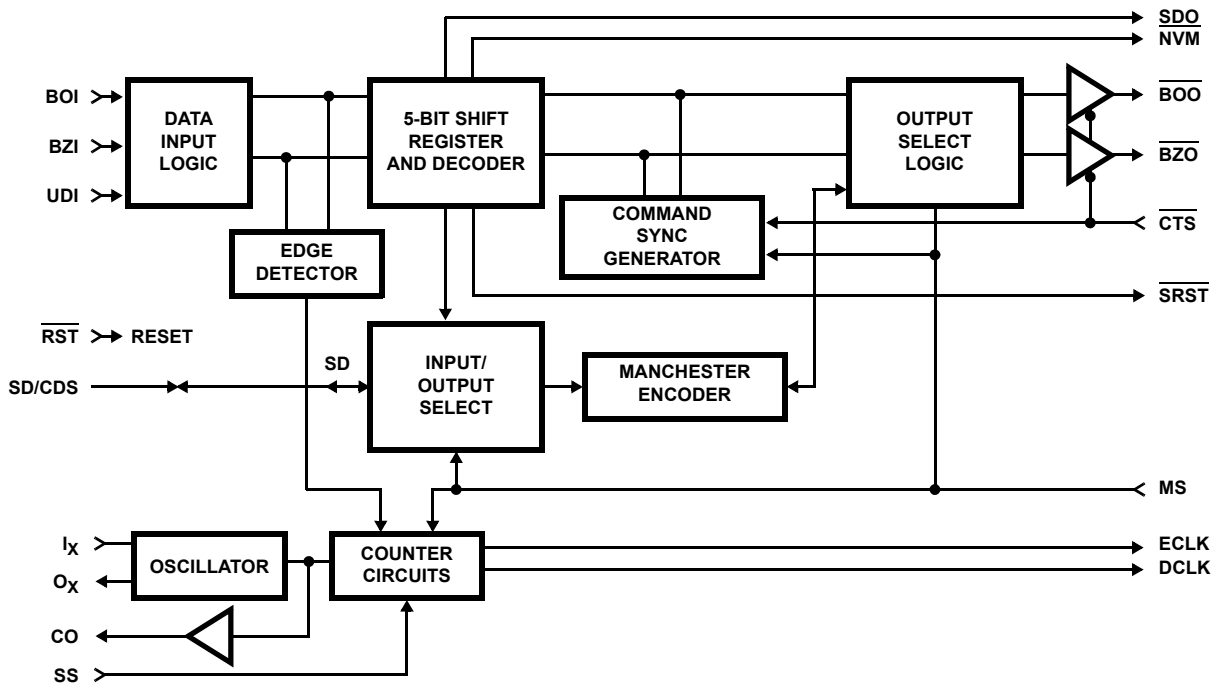 SDO
NVM
BOI
BZI
UDI
DATA
INPUT
LOGIC
5-BIT SHIFT
REGISTER
AND DECODER
OUTPUT
SELECT
LOGIC
BOO
BZO
CTS
COMMAND
SYNC
GENERATOR
EDGE
DETECTOR
SRST
RST
RESET
SD/CDS
SD
INPUT/
OUTPUT
SELECT
MANCHESTER
ENCODER
MS
IX
OX
OSCILLATOR
COUNTER
CIRCUITS
ECLK
DCLK
CO
SS